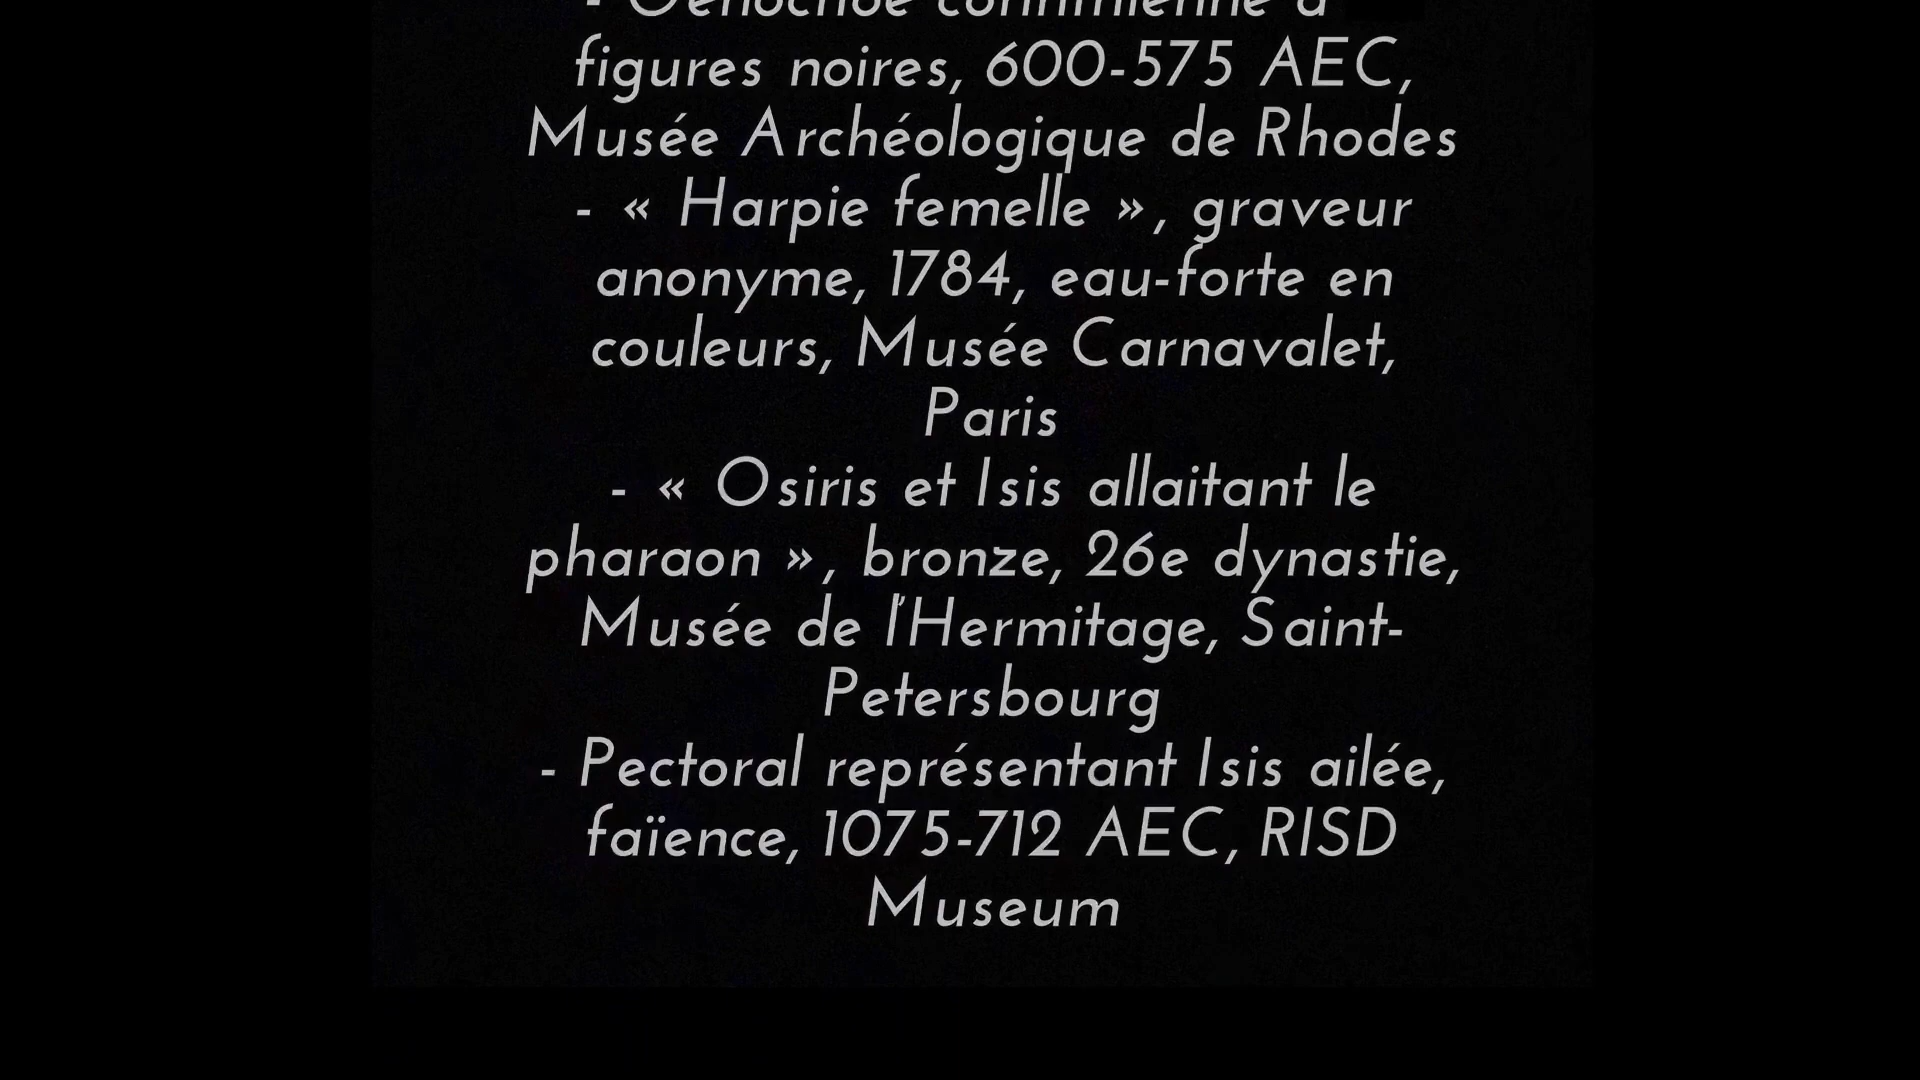 - Oenochoé corinthienne à
figures noires, 600-575 AEC,
Musée Archéologique de Rhodes
- « Harpie femelle », graveur
anonyme, 1784, eau-forte en
couleurs, Musée Carnavalet,
Paris
- « Osiris et Isis allaitant le
pharaon », bronze, 26e dynastie,
Musée de l'Hermitage, Saint-
Petersbourg
- Pectoral représentant Isis ailée,
faïence, 1075-712 AEC, RISD
Museum